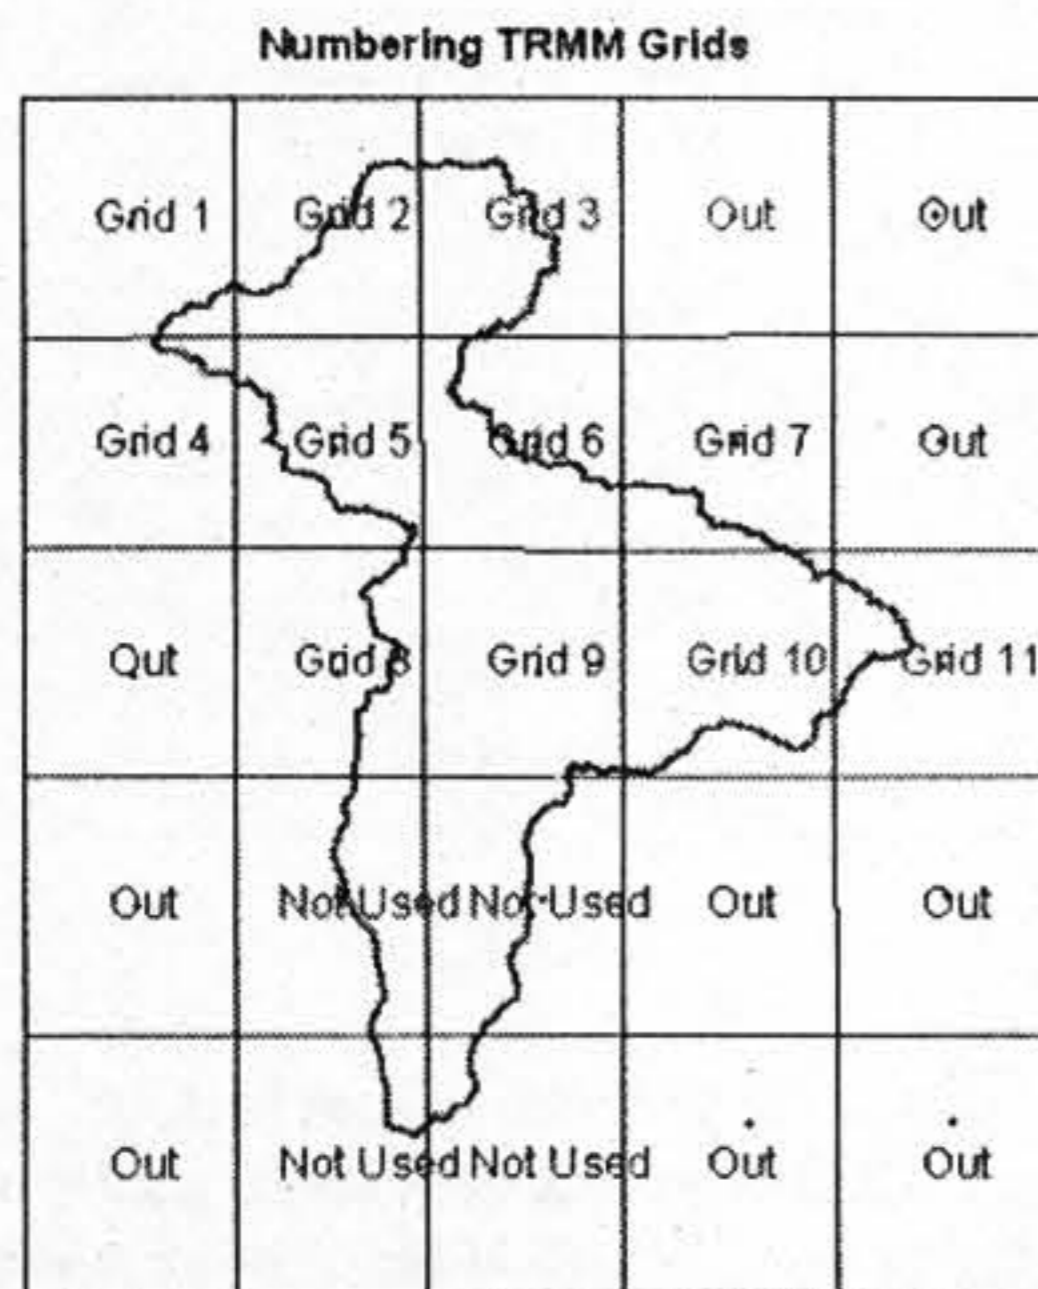 Numbering TRMM Grids
Grid 1 Grid 2 Grid 3 Out Out
Grid 4 Grid 5 Grid 6 Grid 7 Out
Out Grid 8 Grid 9 Grid 10 Grid 11
Out Not Used Not Used Out Out
Out Not Used Not Used Out Out